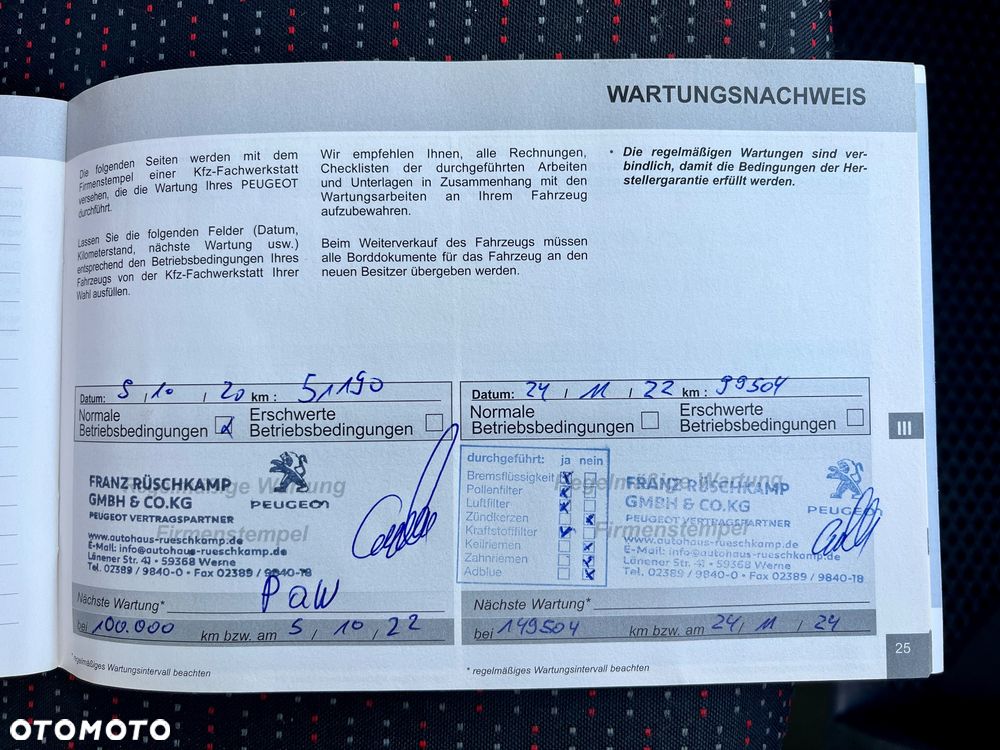 WARTUNGSNACHWEIS
Die folgenden Seiten werden mit dem
Firmenstempel einer Kfz-Fachwerkstatt
versehen, die die Wartung Ihres PEUGEOT
durchführt.
Lassen Sie die folgenden Felder (Datum,
Kilometerstand, nächste Wartung usw.)
entsprechend den Betriebsbedingungen Ihres
Fahrzeugs von der Kfz-Fachwerkstatt Ihrer
Wahl ausfüllen.
Wir empfehlen Ihnen, alle Rechnungen,
Checklisten der durchgeführten Arbeiten
und Unterlagen in Zusammenhang mit den
Wartungsarbeiten an Ihrem Fahrzeug
aufzubewahren.
Beim Weiterverkauf des Fahrzeugs müssen
alle Borddokumente für das Fahrzeug an den
neuen Besitzer übergeben werden.
• Die regelmäßigen Wartungen sind ver-
bindlich, damit die Bedingungen der Her-
stellergarantie erfüllt werden.
Datum: 5 / 10 / 20 km : 51190
Normale Betriebsbedingungen
Erschwerte Betriebsbedingungen
FRANZ RÜSCHKAMP
GMBH & CO.KG
PEUGEOT VERTRAGSPARTNER
PEUGEOT
www.autohaus-rueschkamp.de
E-Mail: info@autohaus-rueschkamp.de
Lünener Str. 41 • 59368 Werne
Tel. 02389 / 9840-0 • Fax 02389 / 9840-18
Firmenstempel
PaW
Nächste Wartung*
bei 100.000 km bzw. am 5 / 10 / 22
* regelmäßiges Wartungsintervall beachten
Datum: 24 / 11 / 22 km : 99504
Normale Betriebsbedingungen
Erschwerte Betriebsbedingungen
durchgeführt: ja nein
Bremsflüssigkeit
Pollenfilter
Luftfilter
Zündkerzen
Kraftstoffilter
Keilriemen
Zahnriemen
Adblue
Regelmäßige Wartung
Firmenstempel
FRANZ RÜSCHKAMP
GMBH & CO.KG
PEUGEOT VERTRAGSPARTNER
PEUGEOT
www.autohaus-rueschkamp.de
E-Mail: info@autohaus-rueschkamp.de
Lünener Str. 41 • 59368 Werne
Tel. 02389 / 9840-0 • Fax 02389 / 9840-18
Nächste Wartung*
bei 149504 km bzw. am 24 / 11 / 24
* regelmäßiges Wartungsintervall beachten
III
25
OTOMOTO